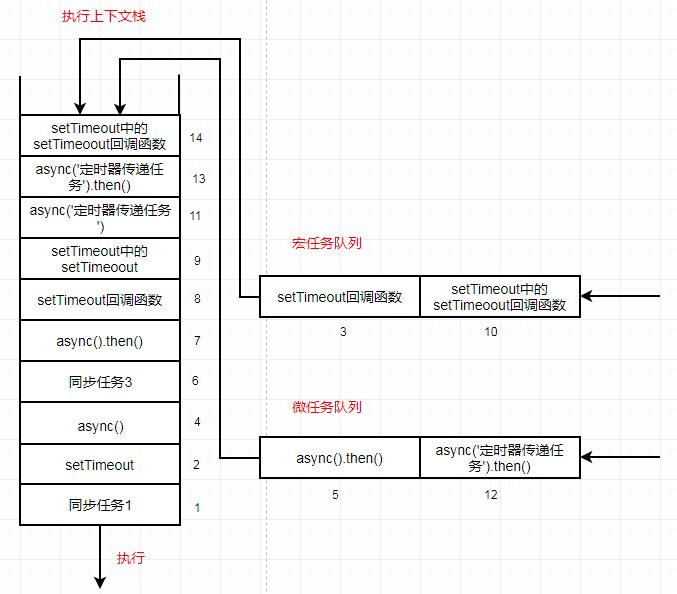 执行上下文栈
setTimeout中的
setTimeoout回调函数
14
async('定时器传递任
务').then()
13
async('定时器传递任务
')
11
setTimeout中的
setTimeoout
9
setTimeout回调函数
8
async().then()
7
同步任务3
6
async()
4
setTimeout
2
同步任务1
1
执行
宏任务队列
setTimeout回调函数
setTimeout中的
setTimeoout回调函数
3
10
微任务队列
async().then()
async('定时器传递任
务').then()
5
12